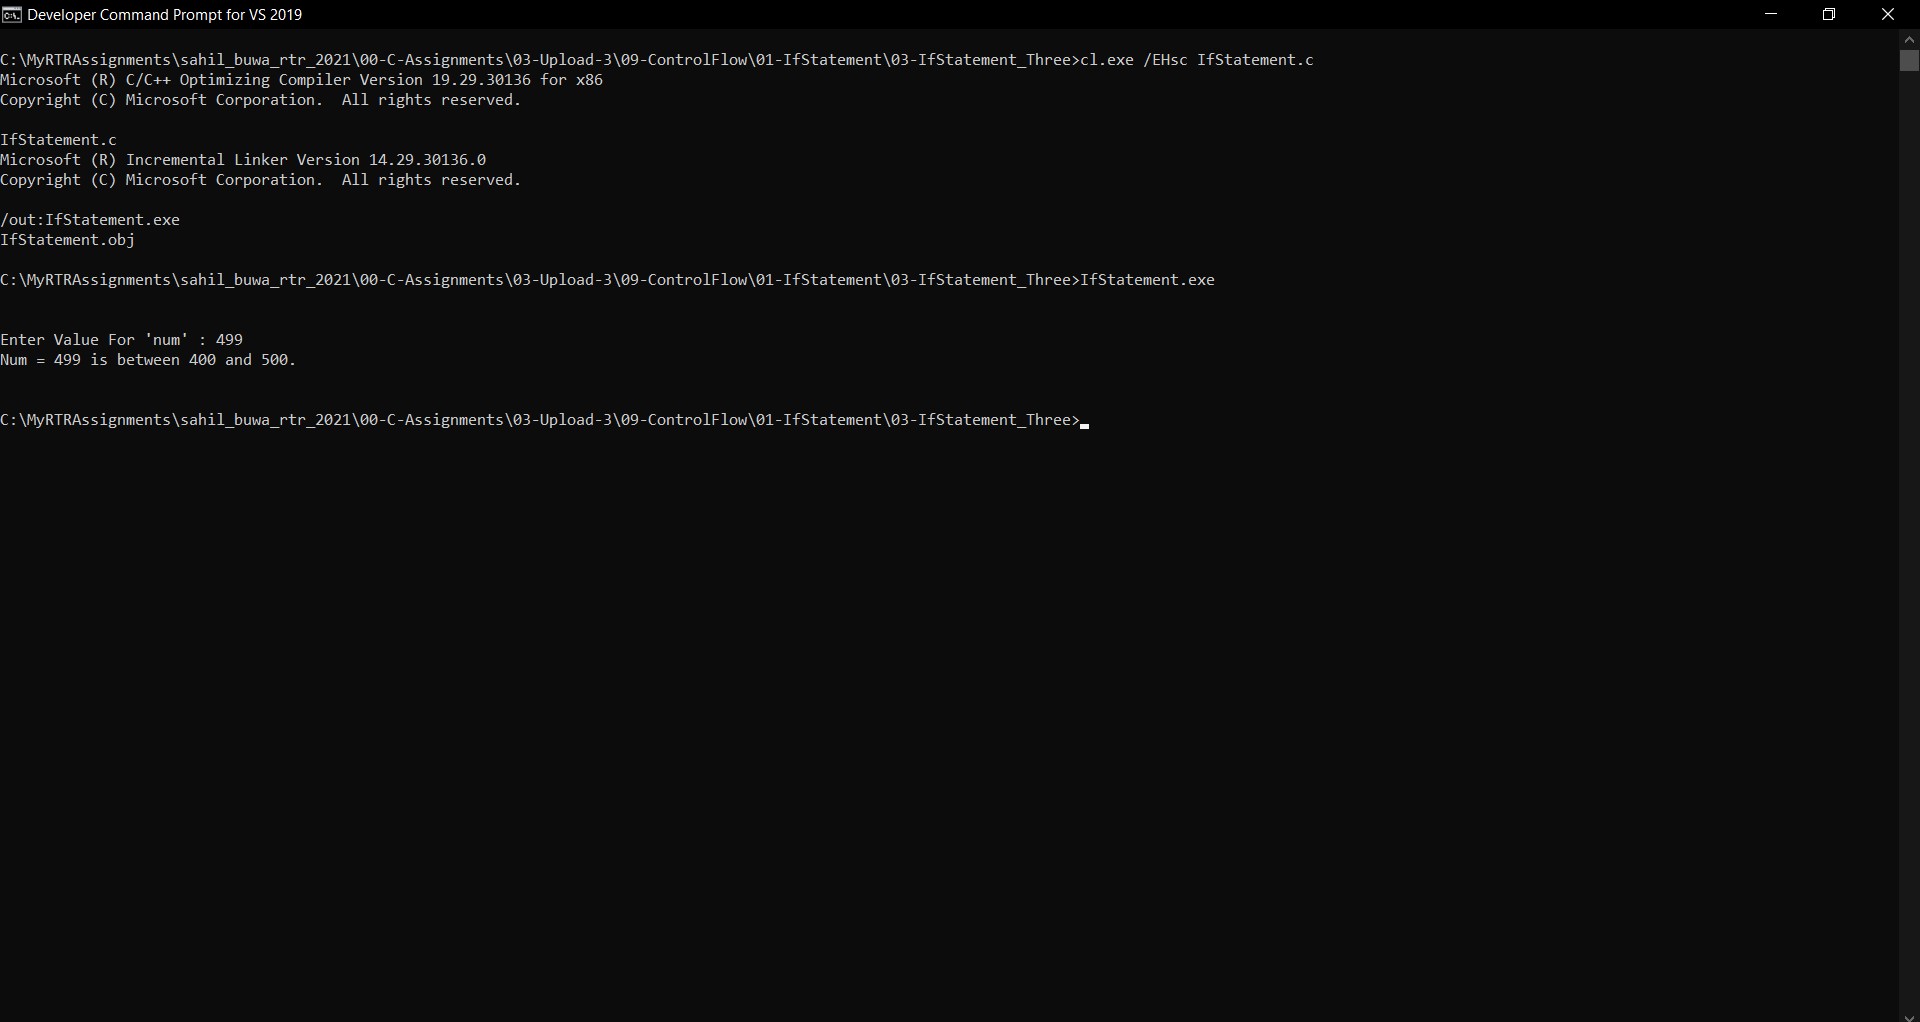 Developer Command Prompt for VS 2019
C:\MyRTRAssignments\sahil_buwa_rtr_2021\00-C-Assignments\03-Upload-3\09-ControlFlow\01-IfStatement\03-IfStatement_Three>cl.exe /EHsc IfStatement.c
Microsoft (R) C/C++ Optimizing Compiler Version 19.29.30136 for x86
Copyright (C) Microsoft Corporation.  All rights reserved.
IfStatement.c
Microsoft (R) Incremental Linker Version 14.29.30136.0
Copyright (C) Microsoft Corporation.  All rights reserved.
/out:IfStatement.exe
IfStatement.obj
C:\MyRTRAssignments\sahil_buwa_rtr_2021\00-C-Assignments\03-Upload-3\09-ControlFlow\01-IfStatement\03-IfStatement_Three>IfStatement.exe
Enter Value For 'num' : 499
Num = 499 is between 400 and 500.
C:\MyRTRAssignments\sahil_buwa_rtr_2021\00-C-Assignments\03-Upload-3\09-ControlFlow\01-IfStatement\03-IfStatement_Three>